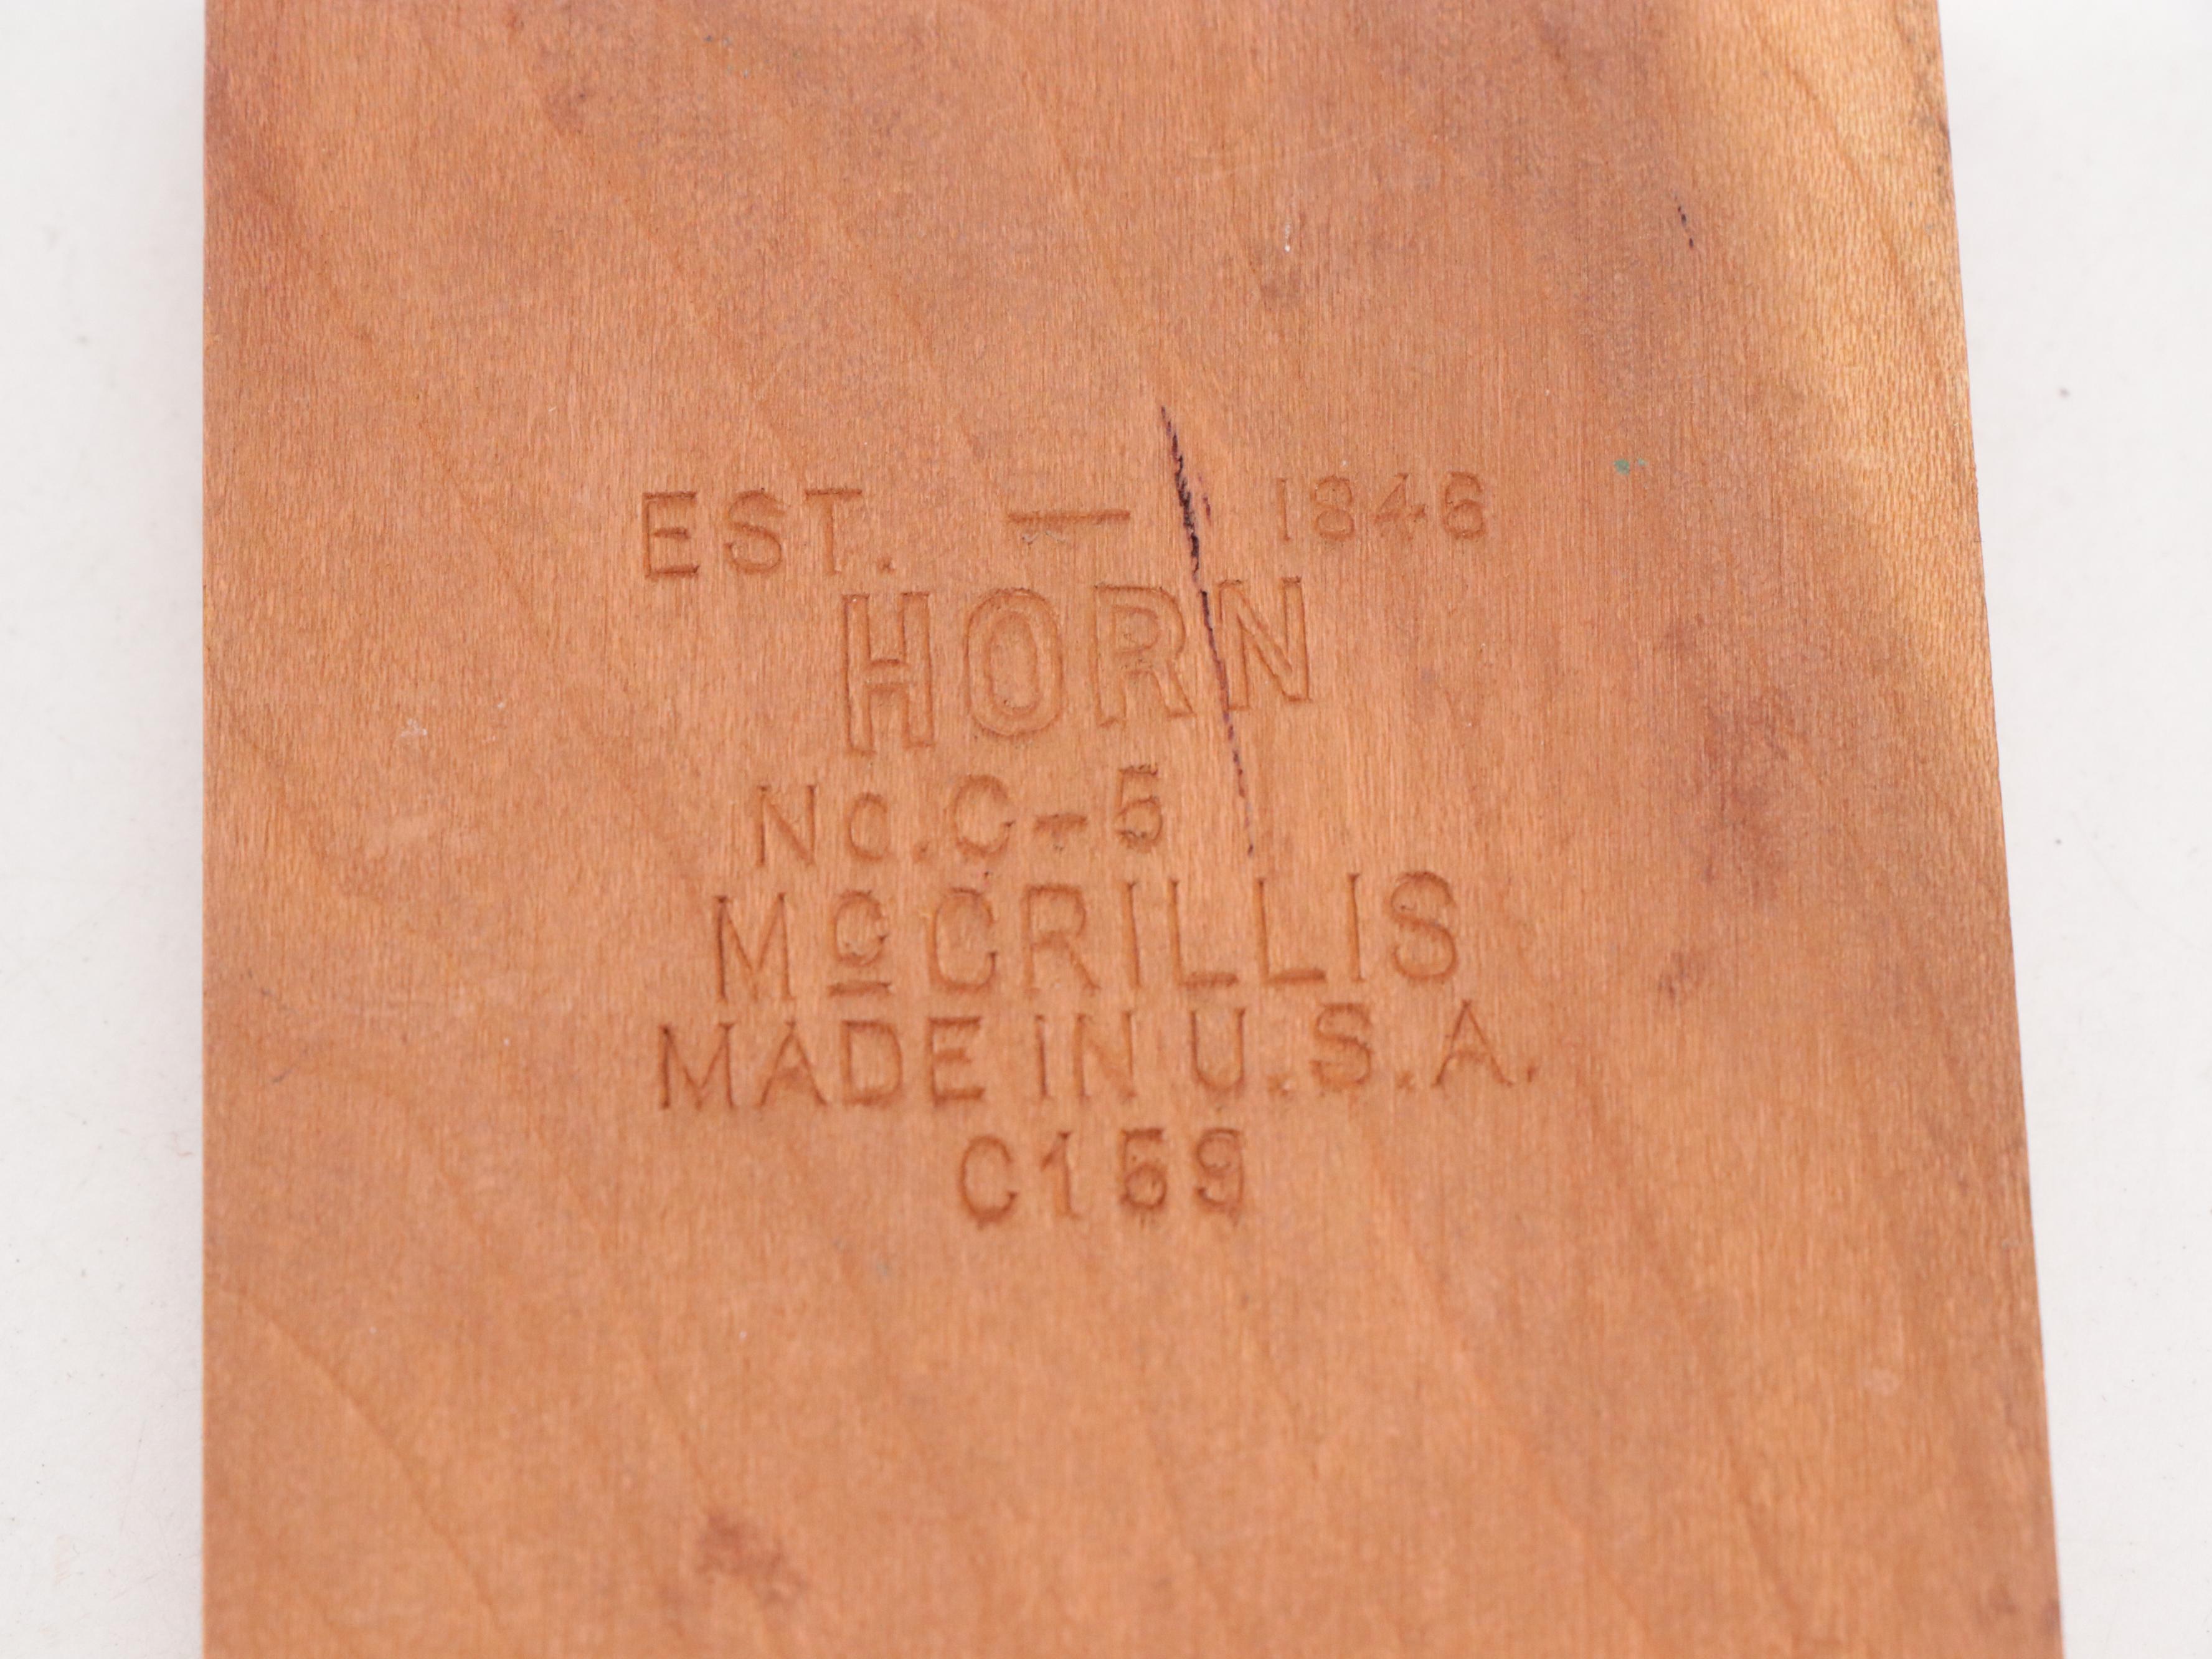 EST. — 1846
HORN
No. C-5
McCRILLIS
MADE IN U.S.A.
C159